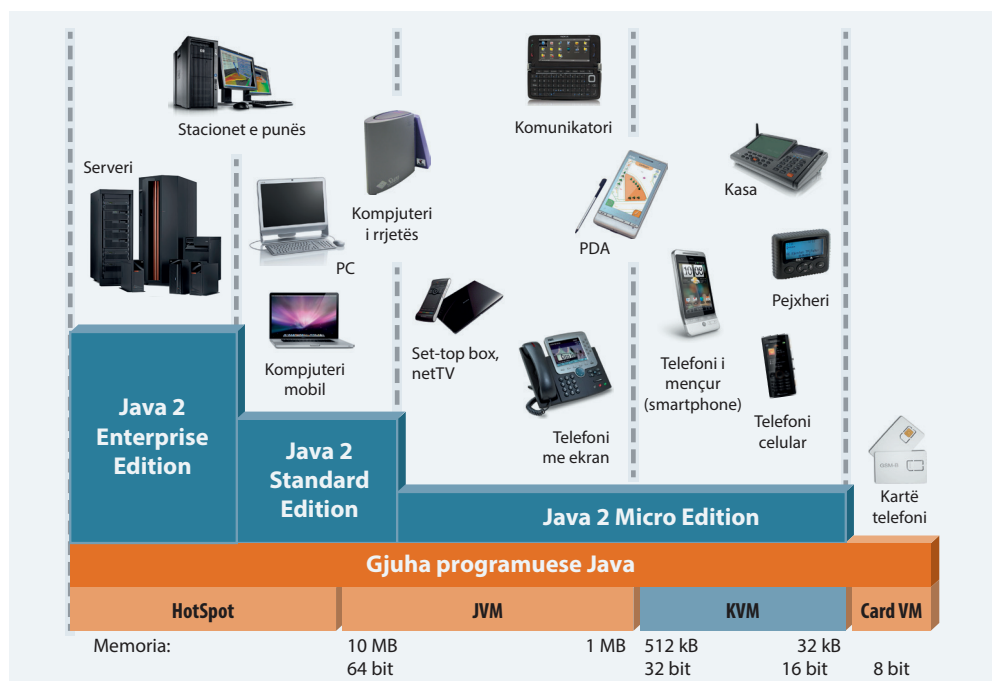 Stacionet e punës
Komunikatori
Serveri
Kompjuteri
i rrjetës
Kasa
PC
PDA
Pejxheri
Kompjuteri
mobil
Set-top box,
netTV
Telefoni i
mençur
(smartphone)
Telefoni
me ekran
Telefoni
celular
Kartë
telefoni
Java 2
Enterprise
Edition
Java 2
Standard
Edition
Java 2 Micro Edition
Gjuha programuese Java
HotSpot
JVM
KVM
Card VM
Memoria:
10 MB
1 MB
512 kB
32 kB
64 bit
32 bit
16 bit
8 bit